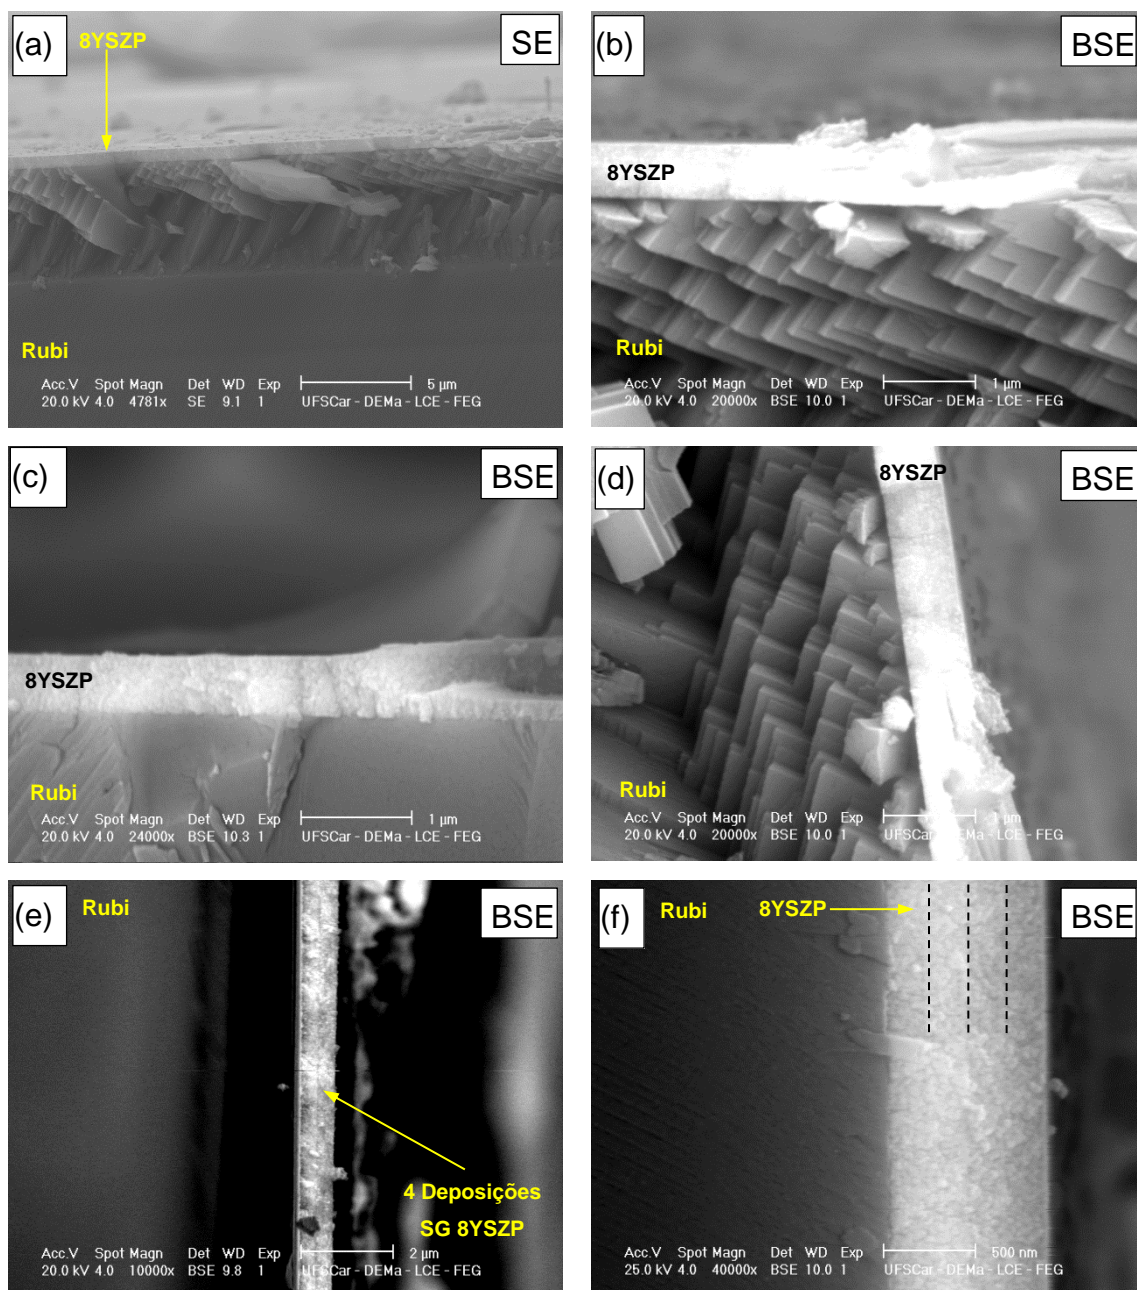 (a)
8YSZP
SE
Rubi
Acc.V Spot Magn Det WD Exp 5 µm
20.0 kV 4.0 4781x SE 9.1 1 UFSCar - DEMa - LCE - FEG
(b)
BSE
8YSZP
Rubi
Acc.V Spot Magn Det WD Exp 1 µm
20.0 kV 4.0 20000x BSE 10.0 1 UFSCar - DEMa - LCE - FEG
(c)
BSE
8YSZP
Rubi
Acc.V Spot Magn Det WD Exp 1 µm
20.0 kV 4.0 24000x BSE 10.3 1 UFSCar - DEMa - LCE - FEG
(d)
8YSZP
BSE
Rubi
Acc.V Spot Magn Det WD Exp 1 µm
20.0 kV 4.0 20000x BSE 10.0 1 UFSCar - DEMa - LCE - FEG
(e)
Rubi
BSE
4 Deposições
SG 8YSZP
Acc.V Spot Magn Det WD Exp 2 µm
20.0 kV 4.0 10000x BSE 9.8 1 UFSCar - DEMa - LCE - FEG
(f)
Rubi
8YSZP
BSE
Acc.V Spot Magn Det WD Exp 500 nm
25.0 kV 4.0 40000x BSE 10.0 1 UFSCar - DEMa - LCE - FEG